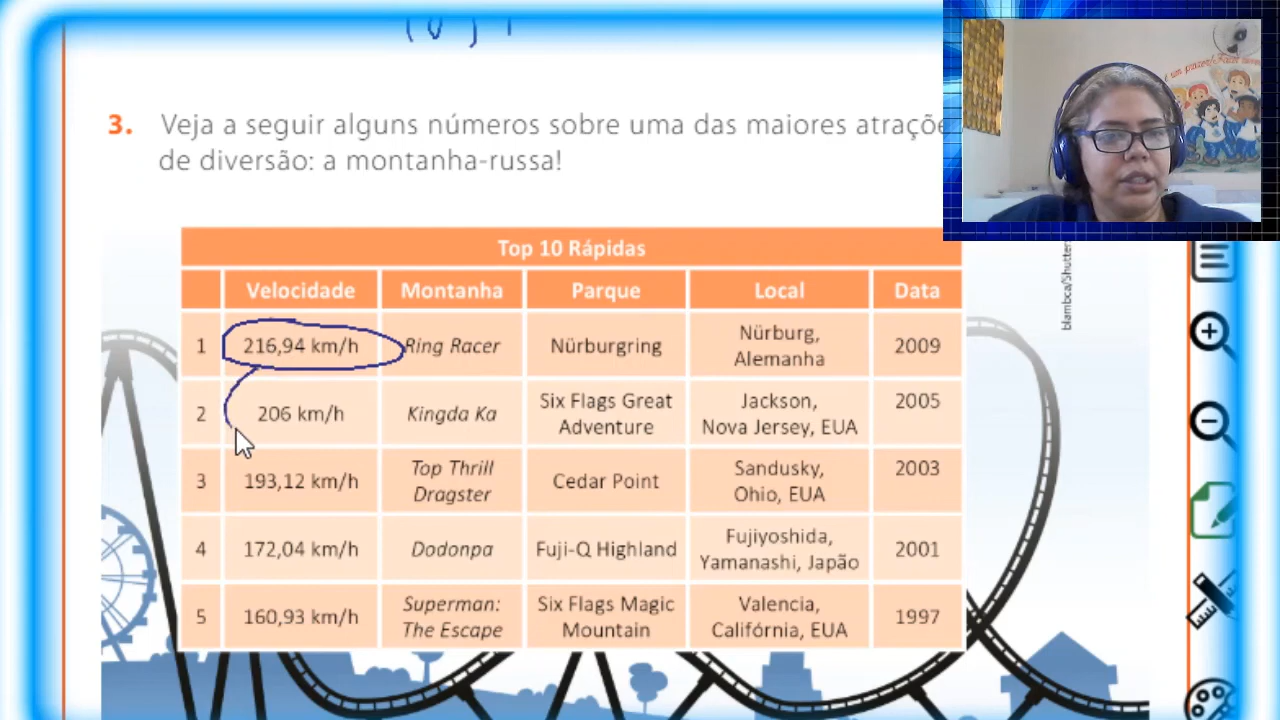 3. Veja a seguir alguns números sobre uma das maiores
de diversão: a montanha-russa!
Top 10 Rápidas
Velocidade Montanha Parque Local Data
1 216,94 km/h Ring Racer Nürburgring Nürburg, Alemanha 2009
2 206 km/h Kingda Ka Six Flags Great Adventure Jackson, Nova Jersey, EUA 2005
3 193,12 km/h Top Thrill Dragster Cedar Point Sandusky, Ohio, EUA 2003
4 172,04 km/h Dodonpa Fuji-Q Highland Fujiyoshida, Yamanashi, Japão 2001
5 160,93 km/h Superman: The Escape Six Flags Magic Mountain Valencia, Califórnia, EUA 1997